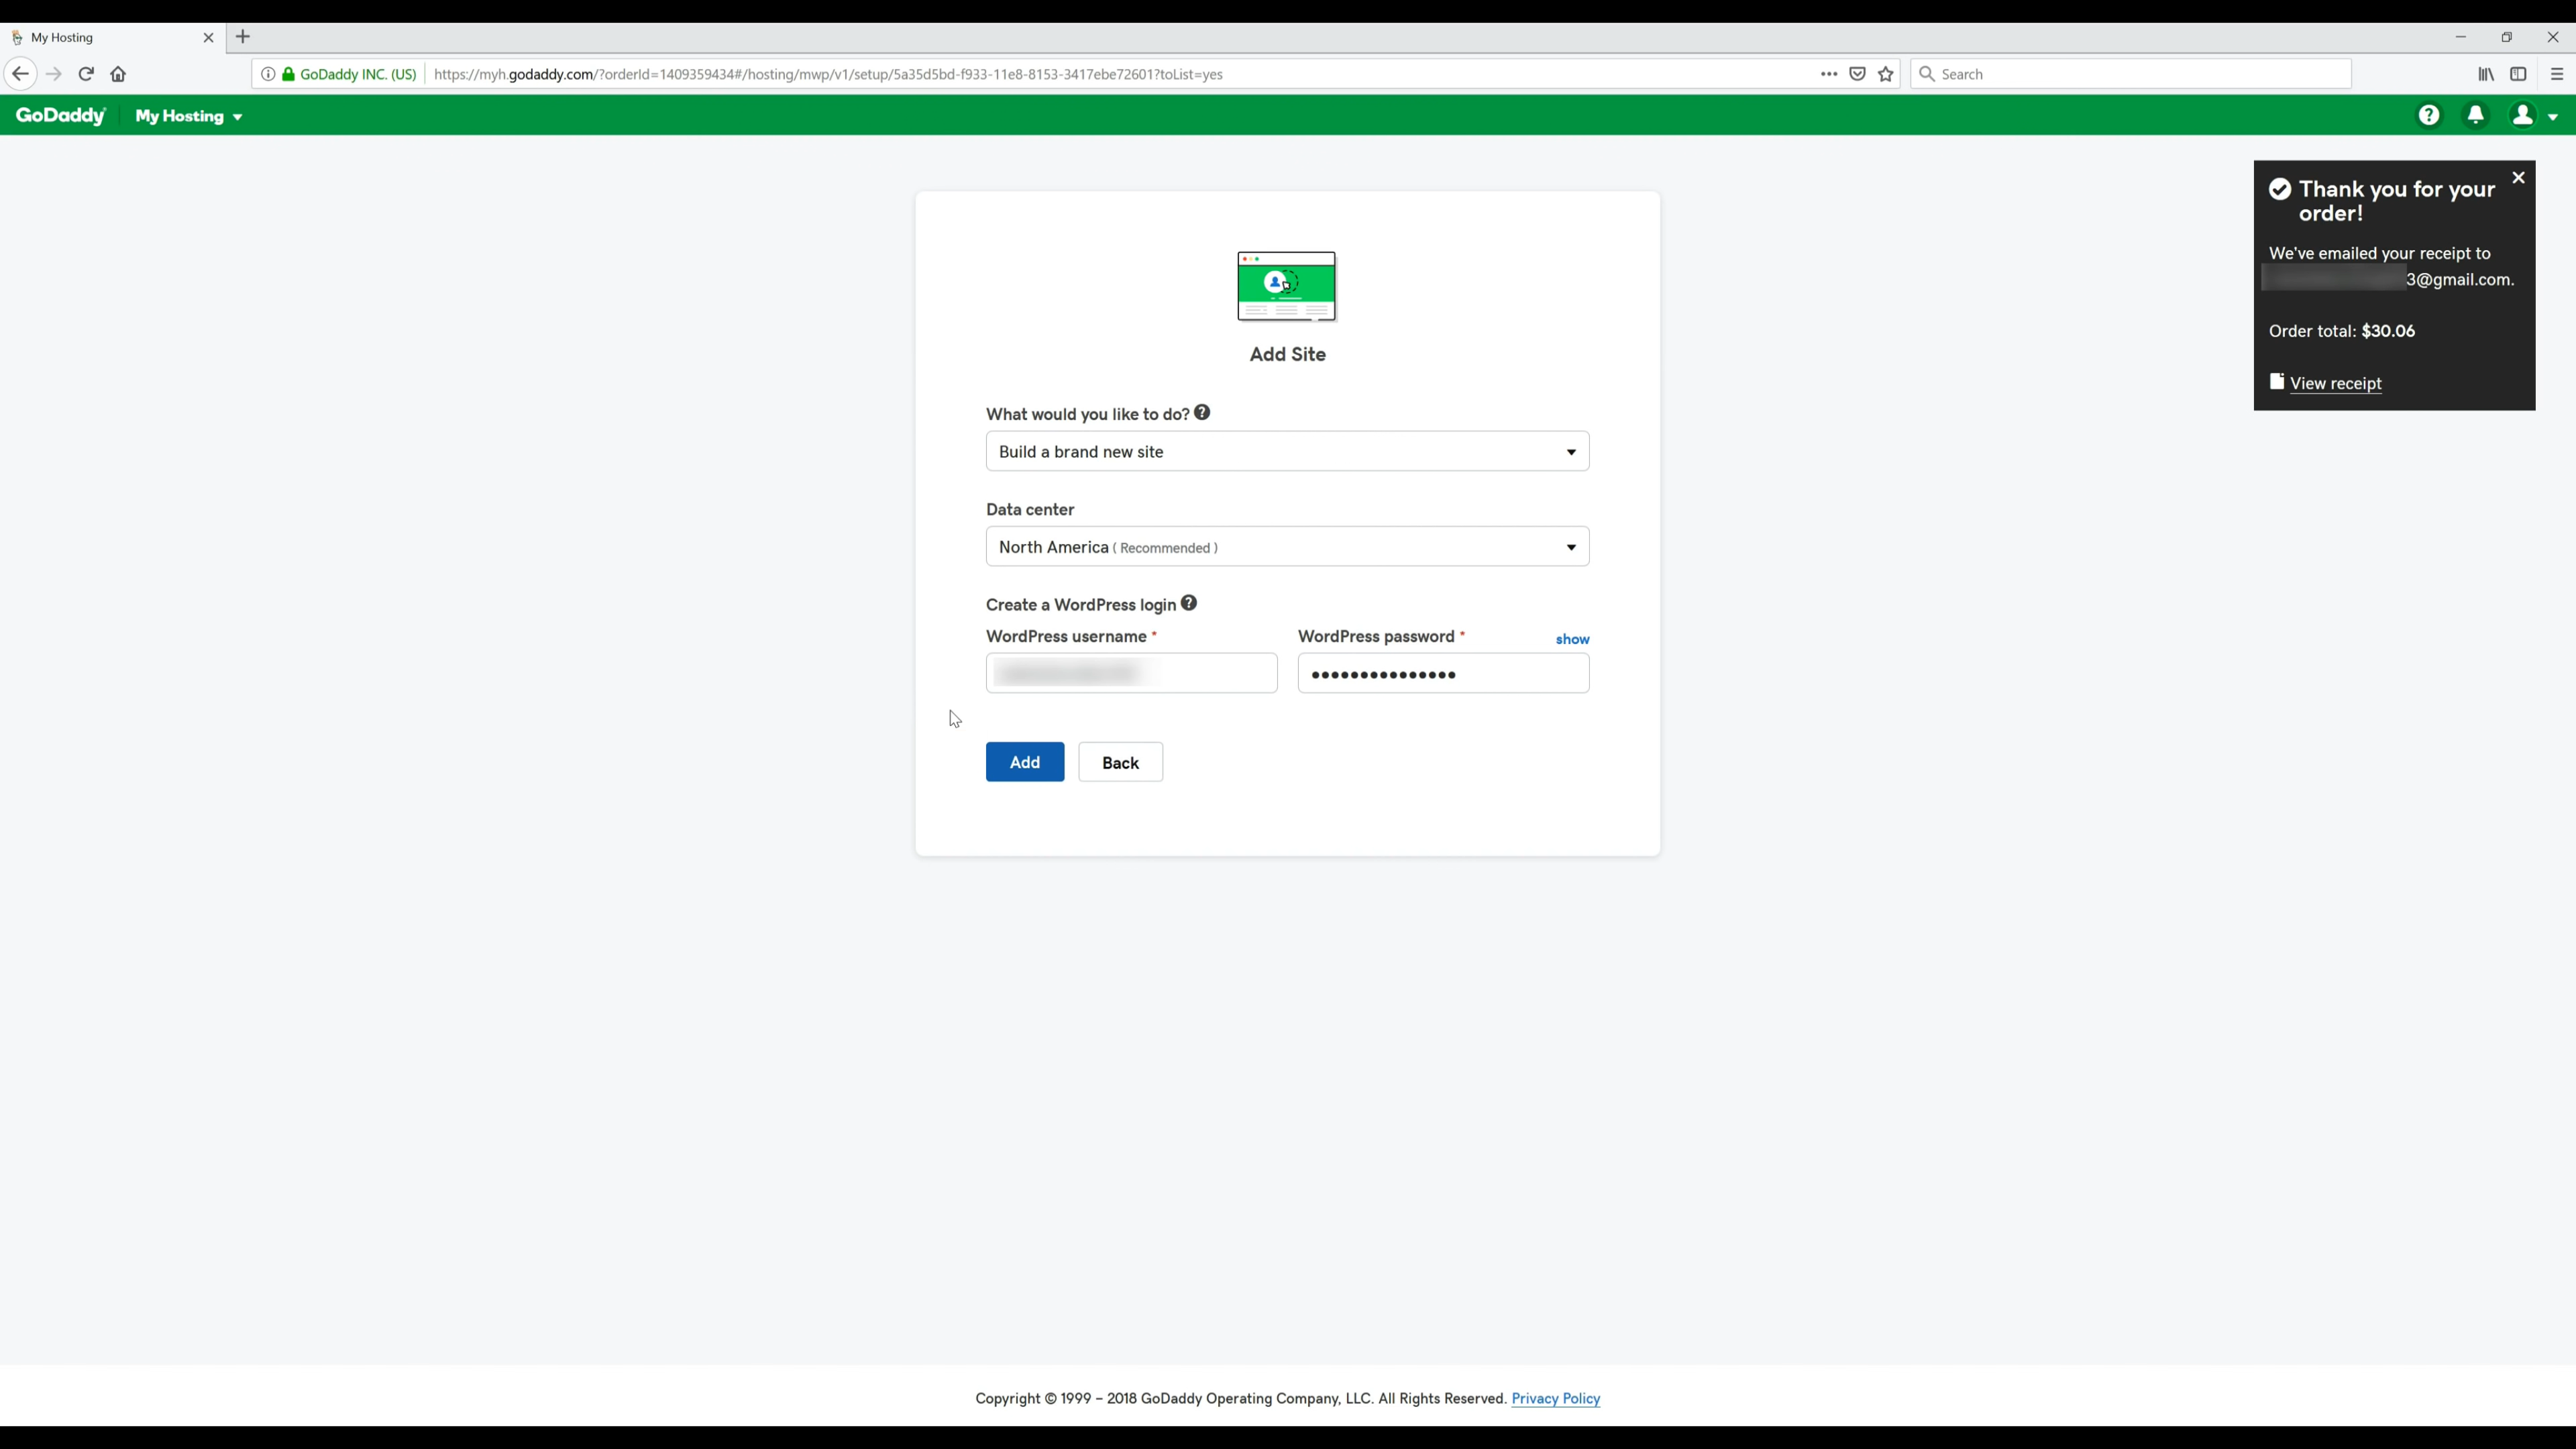 My Hosting
GoDaddy INC. (US) https://myh.godaddy.com/?orderId=1409359434#/hosting/mwp/v1/setup/5a35d5bd-f933-11e8-8153-3417ebe72601?toList=yes
Search
GoDaddy My Hosting
Thank you for your
order!
We've emailed your receipt to
3@gmail.com.
Order total: $30.06
View receipt
Add Site
What would you like to do?
Build a brand new site
Data center
North America ( Recommended )
Create a WordPress login
WordPress username * WordPress password * show
Add Back
Copyright © 1999 – 2018 GoDaddy Operating Company, LLC. All Rights Reserved. Privacy Policy